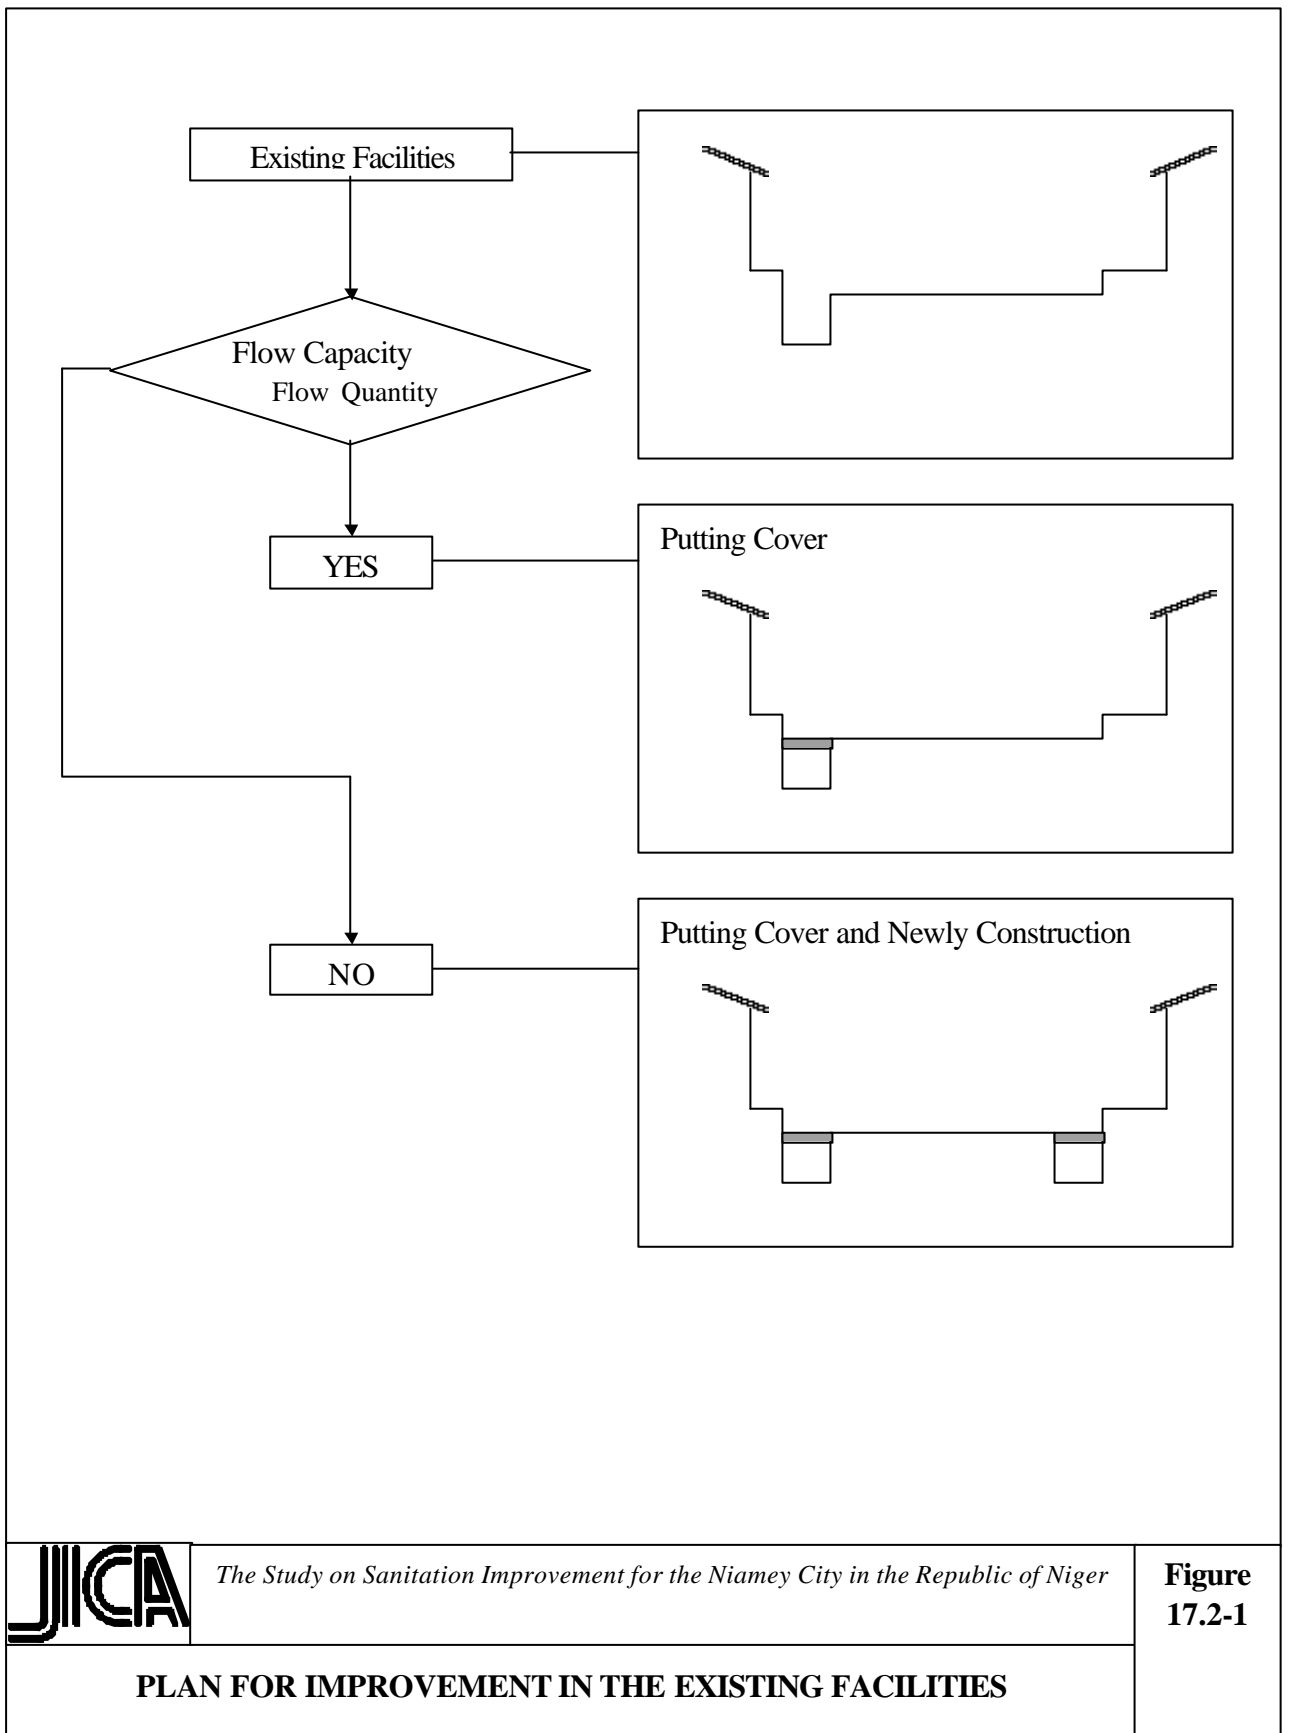 Existing Facilities
Flow Capacity
Flow Quantity
YES
Putting Cover
NO
Putting Cover and Newly Construction
JICA
The Study on Sanitation Improvement for the Niamey City in the Republic of Niger
Figure
17.2-1
PLAN FOR IMPROVEMENT IN THE EXISTING FACILITIES